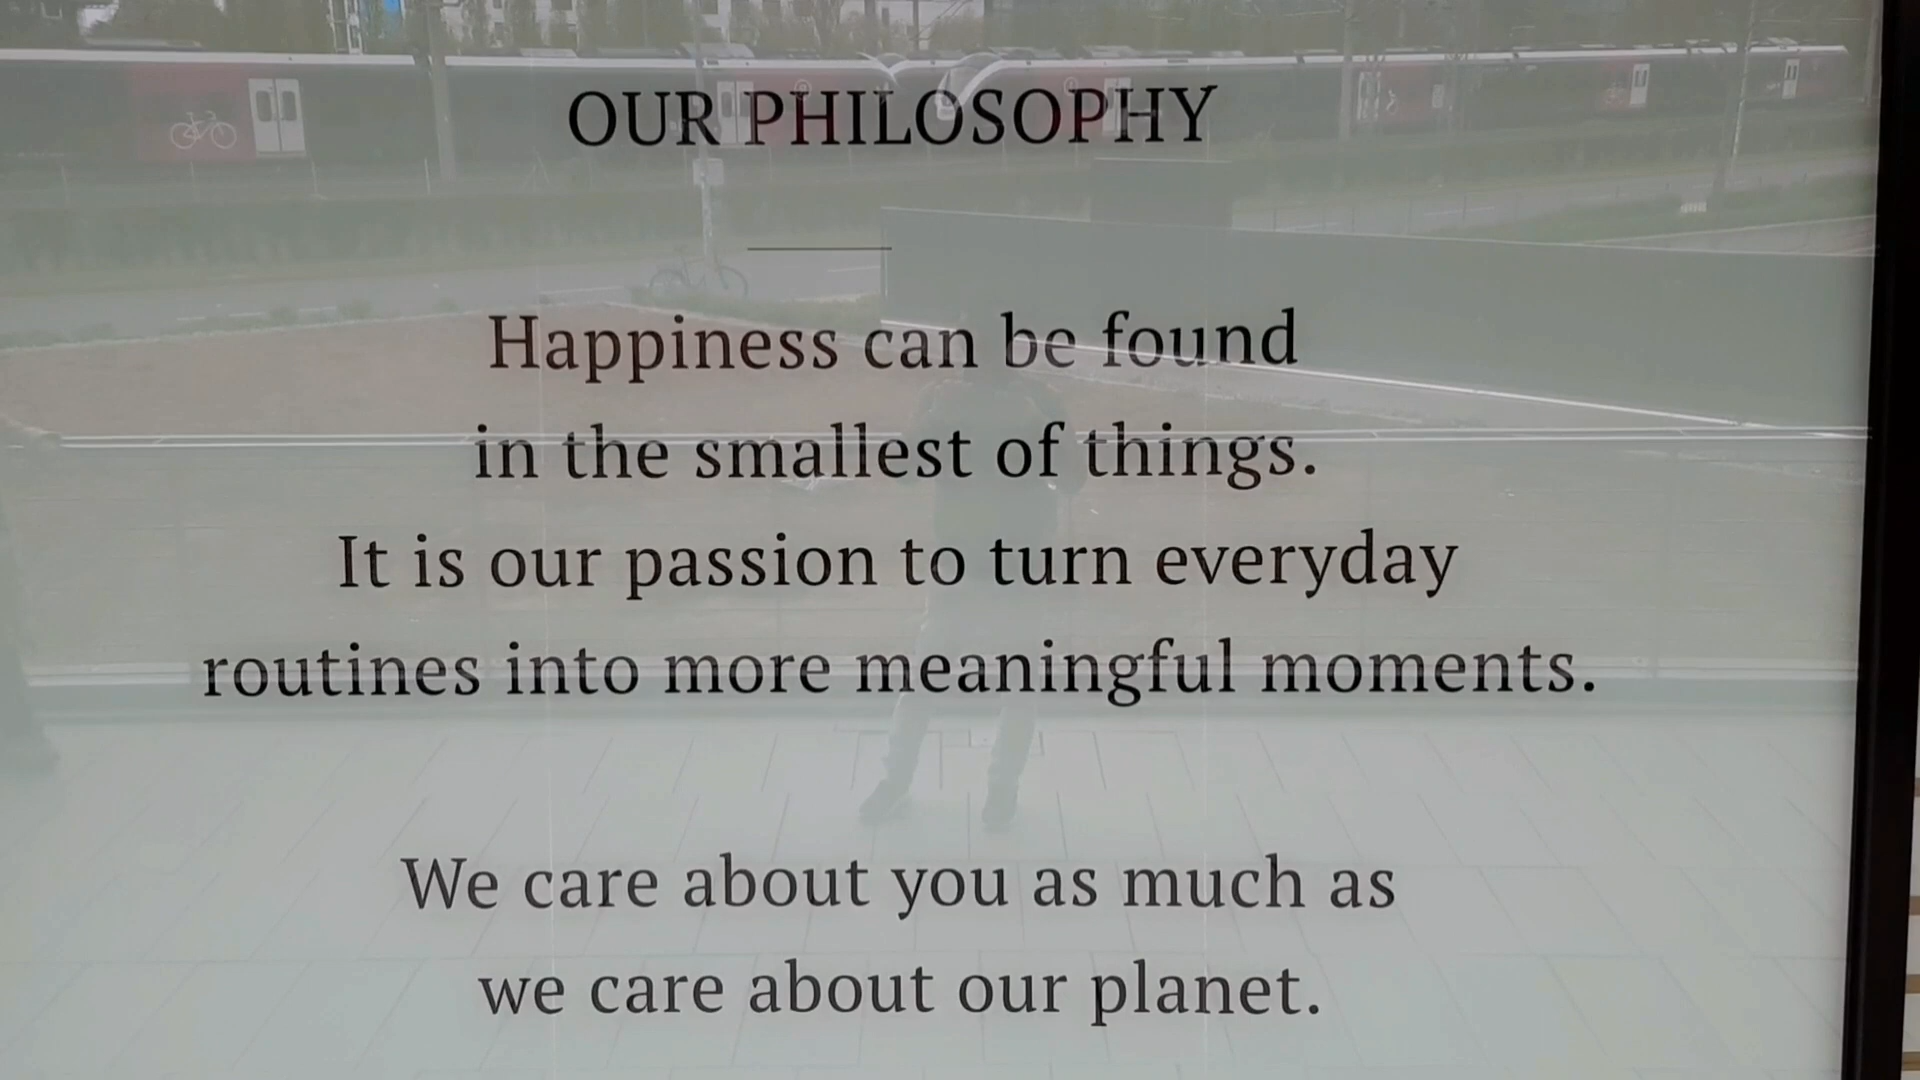 OUR PHILOSOPHY
Happiness can be found
in the smallest of things.
It is our passion to turn everyday
routines into more meaningful moments.
We care about you as much as
we care about our planet.